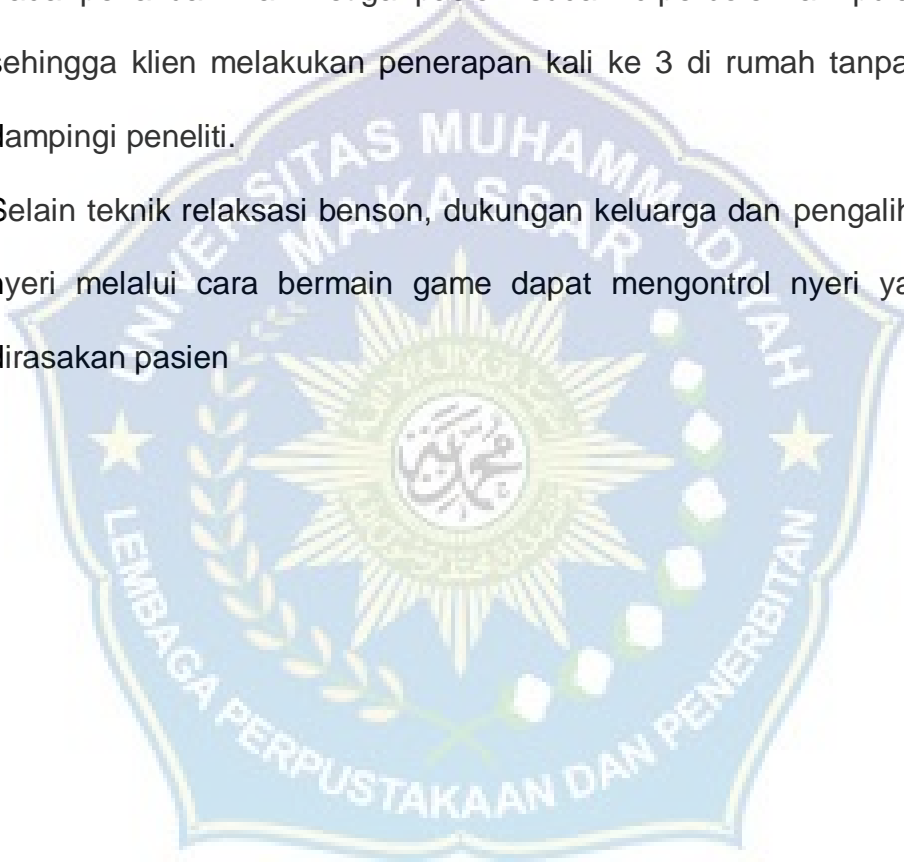 sehingga klien melakukan penerapan kali ke 3 di rumah tanpa
dampingi peneliti.
Selain teknik relaksasi benson, dukungan keluarga dan pengalih
nyeri melalui cara bermain game dapat mengontrol nyeri ya
dirasakan pasien
UNIVERSITAS MUHAMMADIYAH
MAKASSAR
LEMBAGA PERPUSTAKAAN DAN PENERBITAN